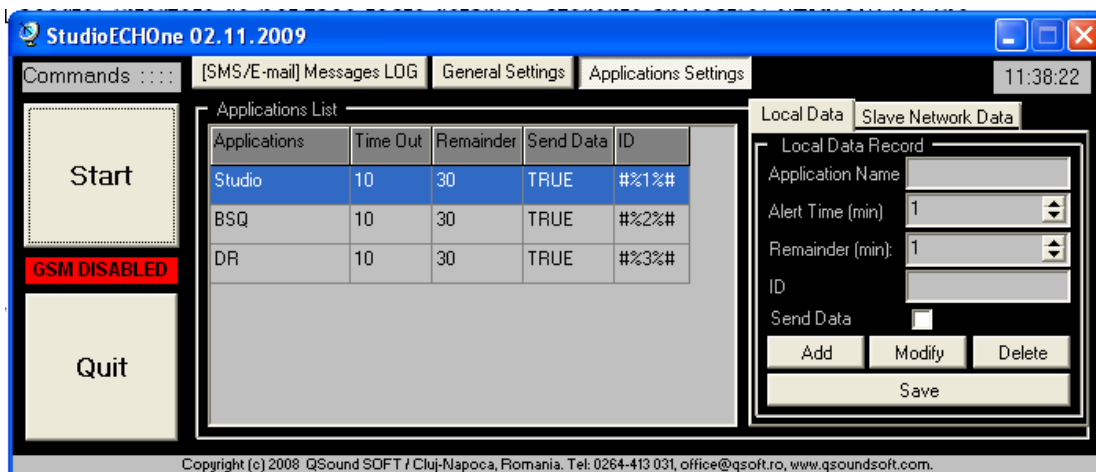 StudioECHOne 02.11.2009
Commands :::: [SMS/E-mail] Messages LOG General Settings Applications Settings 11:38:22
Start
GSM DISABLED
Quit
Applications List
Applications Time Out Remainder Send Data ID
Studio 10 30 TRUE #%1%#
BSQ 10 30 TRUE #%2%#
DR 10 30 TRUE #%3%#
Local Data Slave Network Data
Local Data Record
Application Name
Alert Time (min) 1
Remainder (min): 1
ID
Send Data
Add Modify Delete
Save
Copyright (c) 2008 QSound SOFT / Cluj-Napoca, Romania. Tel: 0264-413 031, office@qsoft.ro, www.qsoundsoft.com.